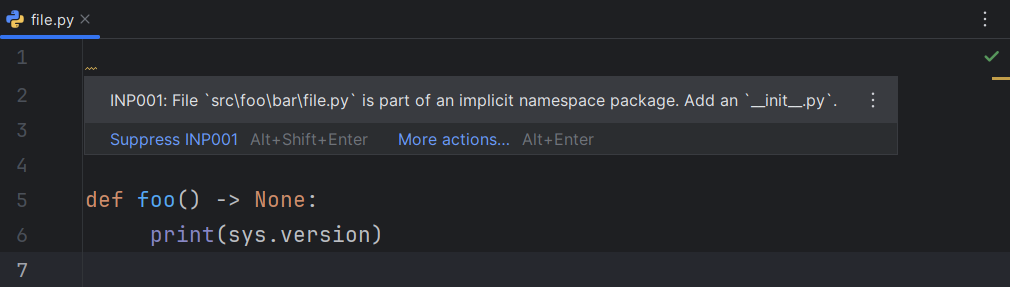 file.py
1
2
INP001: File `src\foo\bar\file.py` is part of an implicit namespace package. Add an `__init__.py`.
3
Suppress INP001 Alt+Shift+Enter More actions... Alt+Enter
4
5 def foo() -> None:
6 print(sys.version)
7